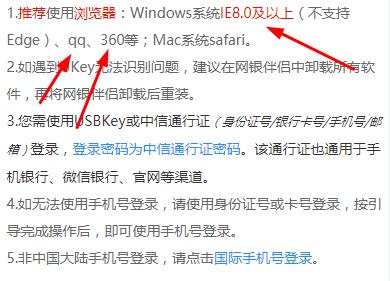 1.推荐使用浏览器：Windows系统IE8.0及以上（不支持
Edge）、qq、360等；Mac系统safari。
2.如遇到UKey无法识别问题，建议在网银伴侣中卸载所有软
件，再将网银伴侣卸载后重装。
3.您需使用USBKey或中信通行证（身份证号/银行卡号/手机号/邮
箱）登录，登录密码为中信通行证密码。该通行证也通用于手
机银行、微信银行、官网等渠道。
4.如无法使用手机号登录，请使用身份证号或卡号登录，按引
导完成操作后，即可使用手机号登录。
5.非中国大陆手机号登录，请点击国际手机号登录。